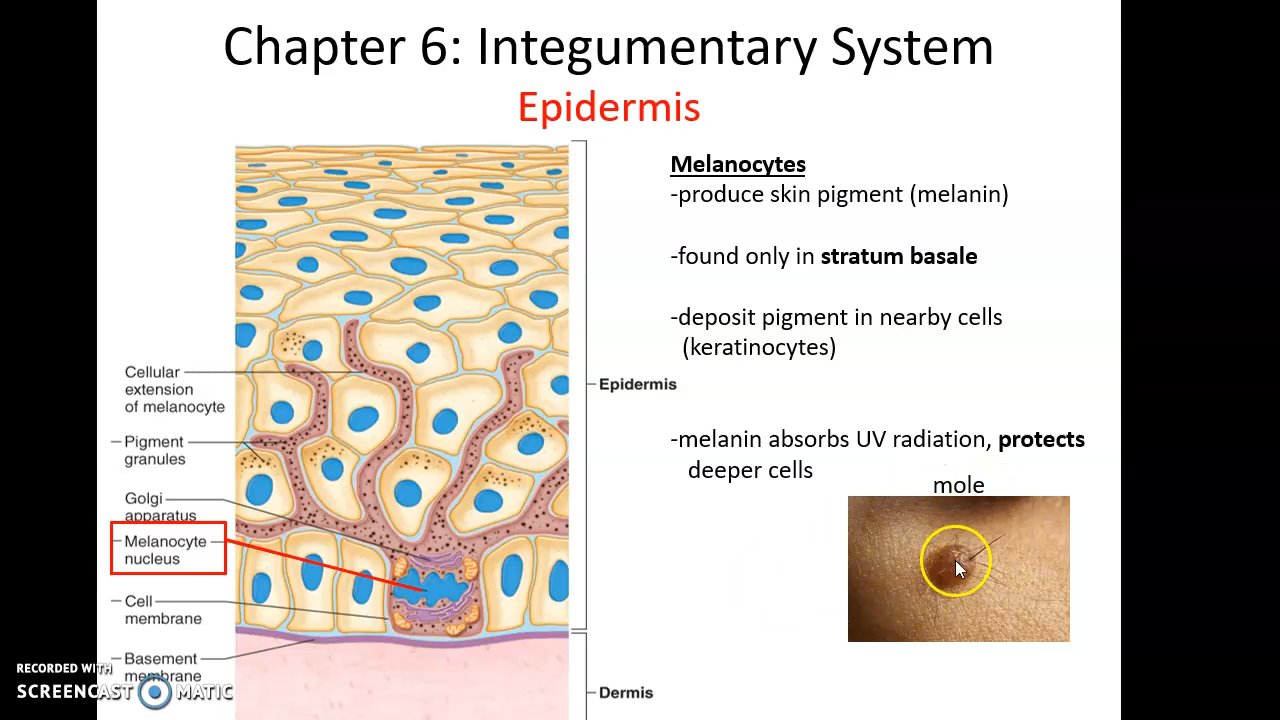 Chapter 6: Integumentary System
Epidermis
Melanocytes
-produce skin pigment (melanin)
-found only in stratum basale
-deposit pigment in nearby cells
(keratinocytes)
-melanin absorbs UV radiation, protects
deeper cells
mole
Cellular
extension
of melanocyte
Pigment
granules
Golgi
apparatus
Melanocyte
nucleus
Cell
membrane
Basement
membrane
Epidermis
Dermis
RECORDED WITH
SCREENCAST MATIC